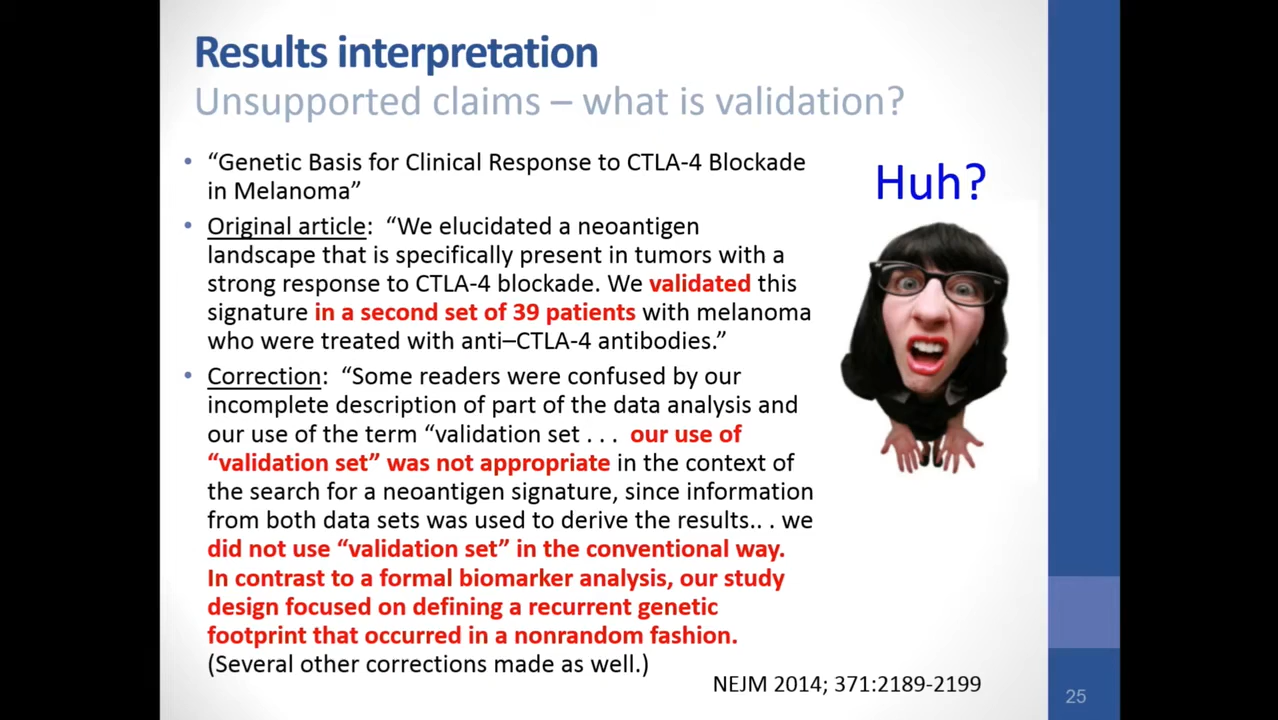 Results interpretation
Unsupported claims – what is validation?
• “Genetic Basis for Clinical Response to CTLA-4 Blockade
in Melanoma”
Huh?
• Original article: “We elucidated a neoantigen
landscape that is specifically present in tumors with a
strong response to CTLA-4 blockade. We validated this
signature in a second set of 39 patients with melanoma
who were treated with anti–CTLA-4 antibodies.”
• Correction: “Some readers were confused by our
incomplete description of part of the data analysis and
our use of the term “validation set . . . our use of
“validation set” was not appropriate in the context of
the search for a neoantigen signature, since information
from both data sets was used to derive the results.. . we
did not use “validation set” in the conventional way.
In contrast to a formal biomarker analysis, our study
design focused on defining a recurrent genetic
footprint that occurred in a nonrandom fashion.
(Several other corrections made as well.)
NEJM 2014; 371:2189-2199
25